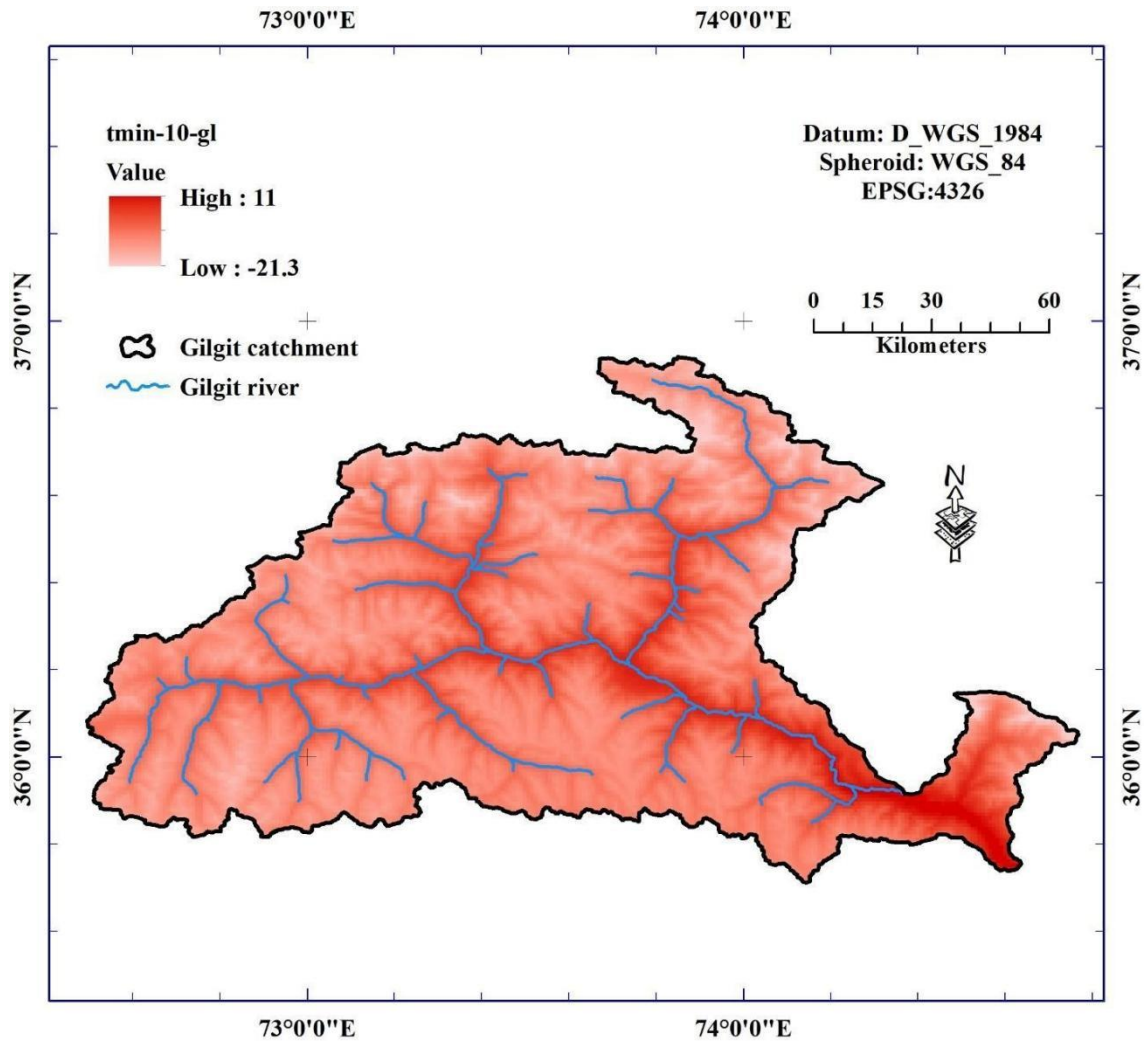 73°0'0"E
74°0'0"E
tmin-10-gl
Value
High : 11
Low : -21.3
Datum: D_WGS_1984
Spheroid: WGS_84
EPSG:4326
0 15 30 60
Kilometers
37°0'0"N
37°0'0"N
Gilgit catchment
Gilgit river
N
36°0'0"N
36°0'0"N
73°0'0"E
74°0'0"E